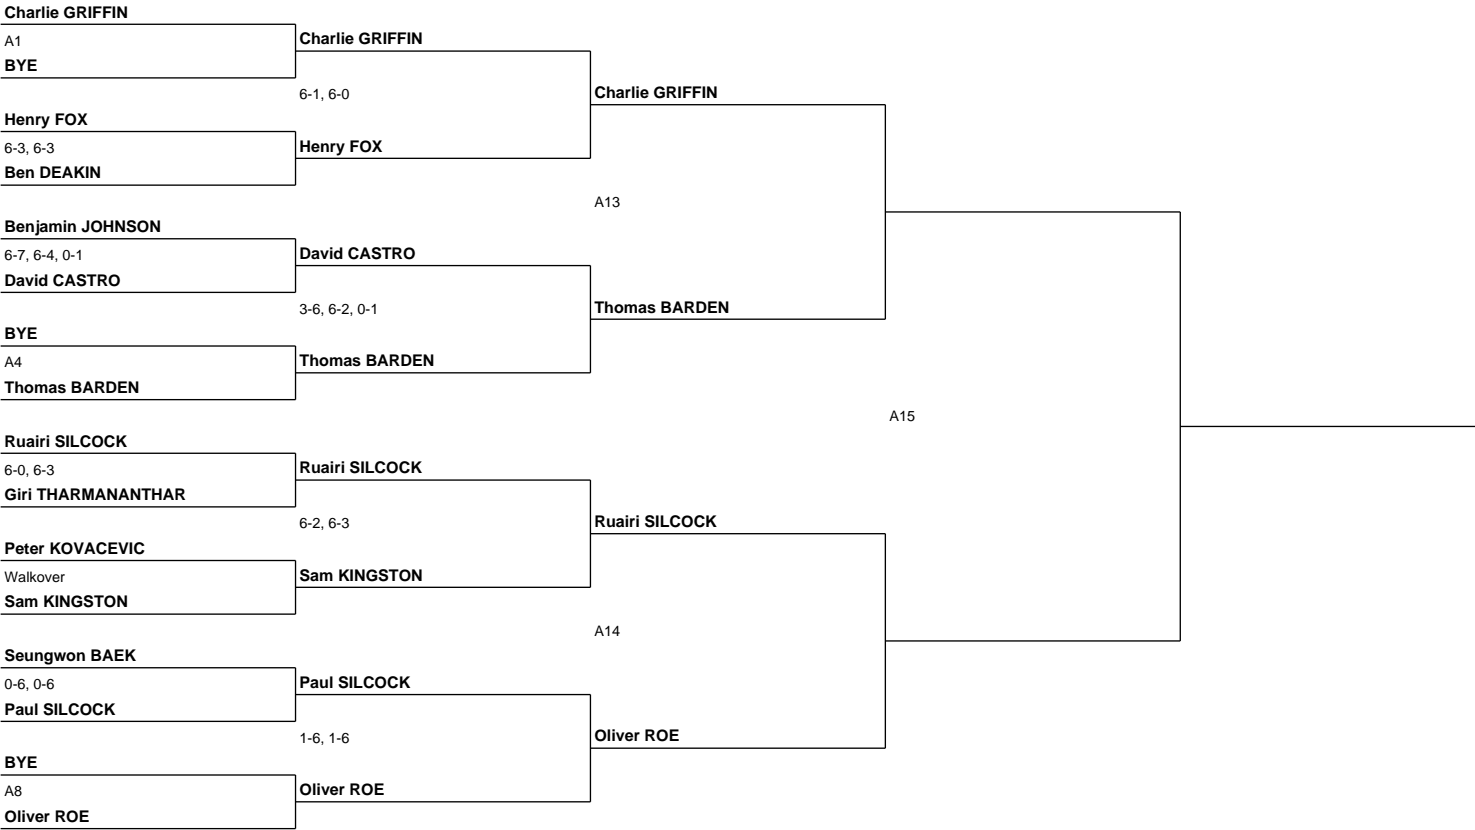 Charlie GRIFFIN
A1
BYE
Henry FOX
6-3, 6-3
Ben DEAKIN
Benjamin JOHNSON
6-7, 6-4, 0-1
David CASTRO
BYE
A4
Thomas BARDEN
Ruairi SILCOCK
6-0, 6-3
Giri THARMANANTHAR
Peter KOVACEVIC
Walkover
Sam KINGSTON
Seungwon BAEK
0-6, 0-6
Paul SILCOCK
BYE
A8
Oliver ROE
Charlie GRIFFIN
6-1, 6-0
Henry FOX
David CASTRO
3-6, 6-2, 0-1
Thomas BARDEN
Ruairi SILCOCK
6-2, 6-3
Sam KINGSTON
Paul SILCOCK
1-6, 1-6
Oliver ROE
Charlie GRIFFIN
A13
Thomas BARDEN
Ruairi SILCOCK
A14
Oliver ROE
A15